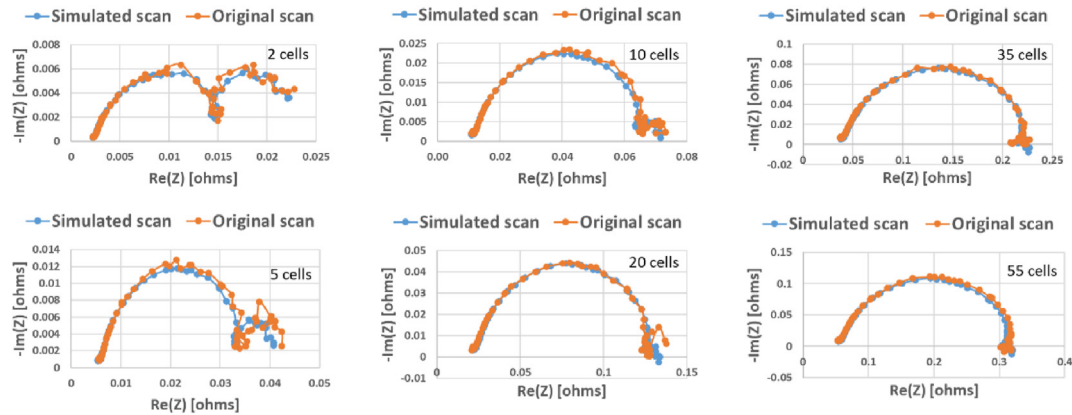 Simulated scan Original scan
2 cells
-Im(Z) [ohms]
0.008
0.006
0.004
0.002
0
0 0.005 0.010 0.015 0.020 0.025
Re(Z) [ohms]
Simulated scan Original scan
10 cells
-Im(Z) [ohms]
0.025
0.020
0.015
0.010
0.005
0
0.00 0.02 0.04 0.06 0.08
Re(Z) [ohms]
Simulated scan Original scan
35 cells
-Im(Z) [ohms]
0.1
0.08
0.06
0.04
0.02
0
-0.02
0.00 0.05 0.1 0.15 0.20 0.25
Re(Z) [ohms]
Simulated scan Original scan
5 cells
-Im(Z) [ohms]
0.014
0.012
0.010
0.008
0.006
0.004
0.002
0
0 0.01 0.02 0.03 0.04 0.05
Re(Z) [ohms]
Simulated scan Original scan
20 cells
-Im(Z) [ohms]
0.05
0.04
0.03
0.02
0.01
0
-0.01
0 0.05 0.1 0.15
Re(Z) [ohms]
Simulated scan Original scan
55 cells
-Im(Z) [ohms]
0.15
0.10
0.05
0
-0.05
0 0.1 0.2 0.3 0.4
Re(Z) [ohms]